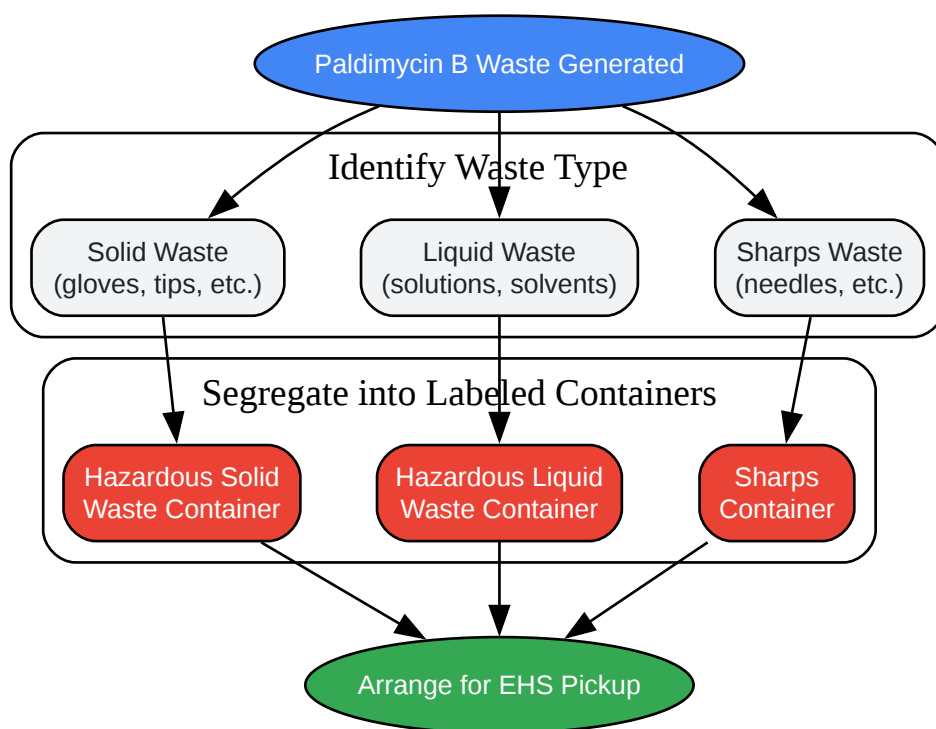 Paldimycin B Waste Generated
Identify Waste Type
Solid Waste
(gloves, tips, etc.)
Liquid Waste
(solutions, solvents)
Sharps Waste
(needles, etc.)
Segregate into Labeled Containers
Hazardous Solid
Waste Container
Hazardous Liquid
Waste Container
Sharps
Container
Arrange for EHS Pickup